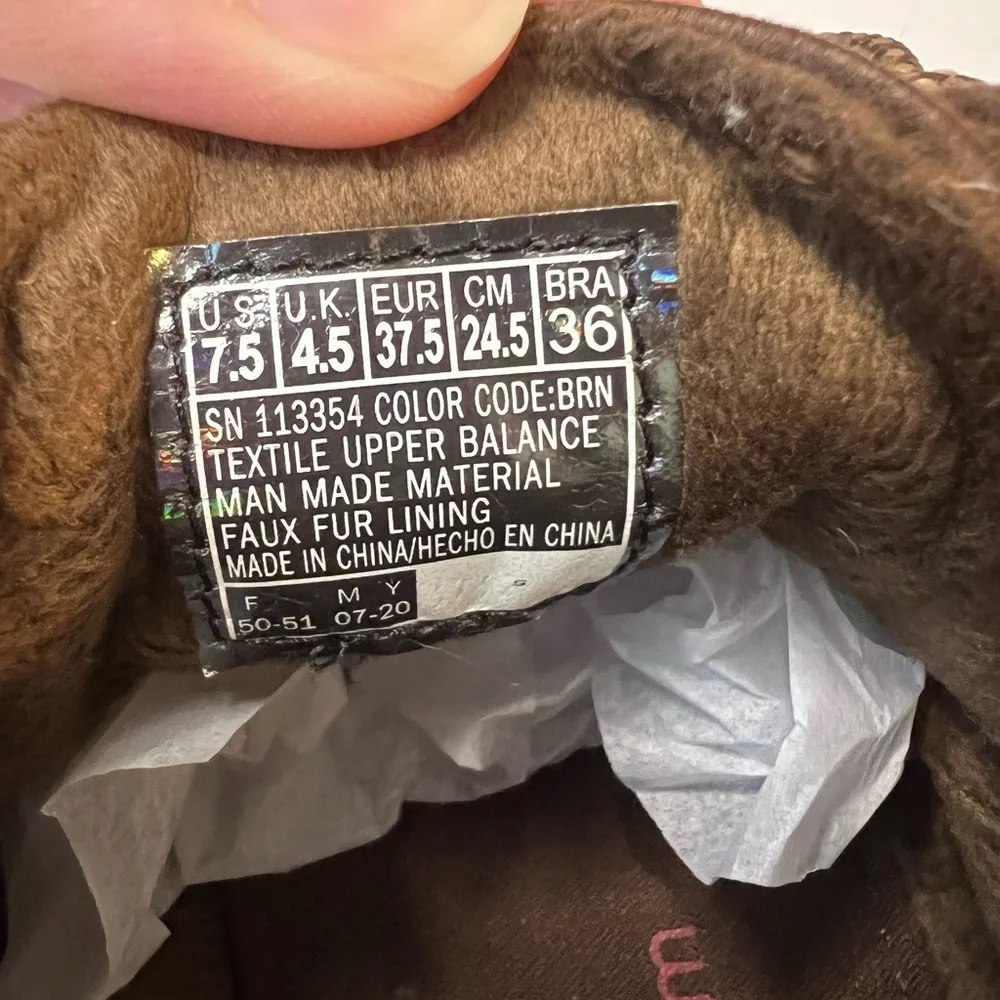 U S U.K. EUR CM BRA
7.5 4.5 37.5 24.5 36
SN 113354 COLOR CODE:BRN
TEXTILE UPPER BALANCE
MAN MADE MATERIAL
FAUX FUR LINING
MADE IN CHINA/HECHO EN CHINA
F M Y
50-51 07-20